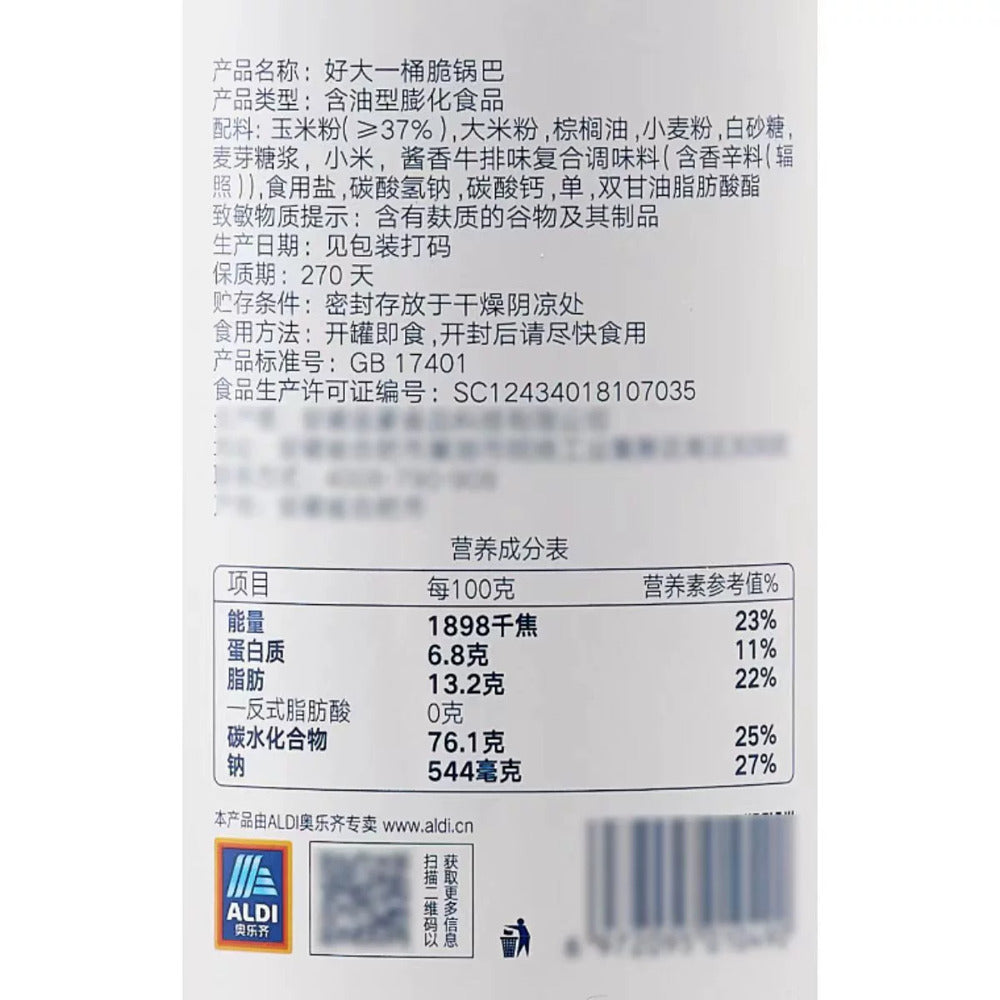 产品名称：好大一桶脆锅巴
产品类型：含油型膨化食品
配料：玉米粉(≥37%),大米粉,棕榈油,小麦粉,白砂糖,
麦芽糖浆，小米，酱香牛排味复合调味料(含香辛料(辐
照)),食用盐,碳酸氢钠,碳酸钙,单,双甘油脂肪酸酯
致敏物质提示：含有麸质的谷物及其制品
生产日期：见包装打码
保质期：270天
贮存条件：密封存放于干燥阴凉处
食用方法：开罐即食,开封后请尽快食用
产品标准号：GB 17401
食品生产许可证编号：SC12434018107035
营养成分表
项目 每100克 营养素参考值%
能量 1898千焦 23%
蛋白质 6.8克 11%
脂肪 13.2克 22%
一反式脂肪酸 0克
碳水化合物 76.1克 25%
钠 544毫克 27%
本产品由ALDI奥乐齐专卖 www.aldi.cn
ALDI
奥乐齐
扫描二维码以
获取更多信息